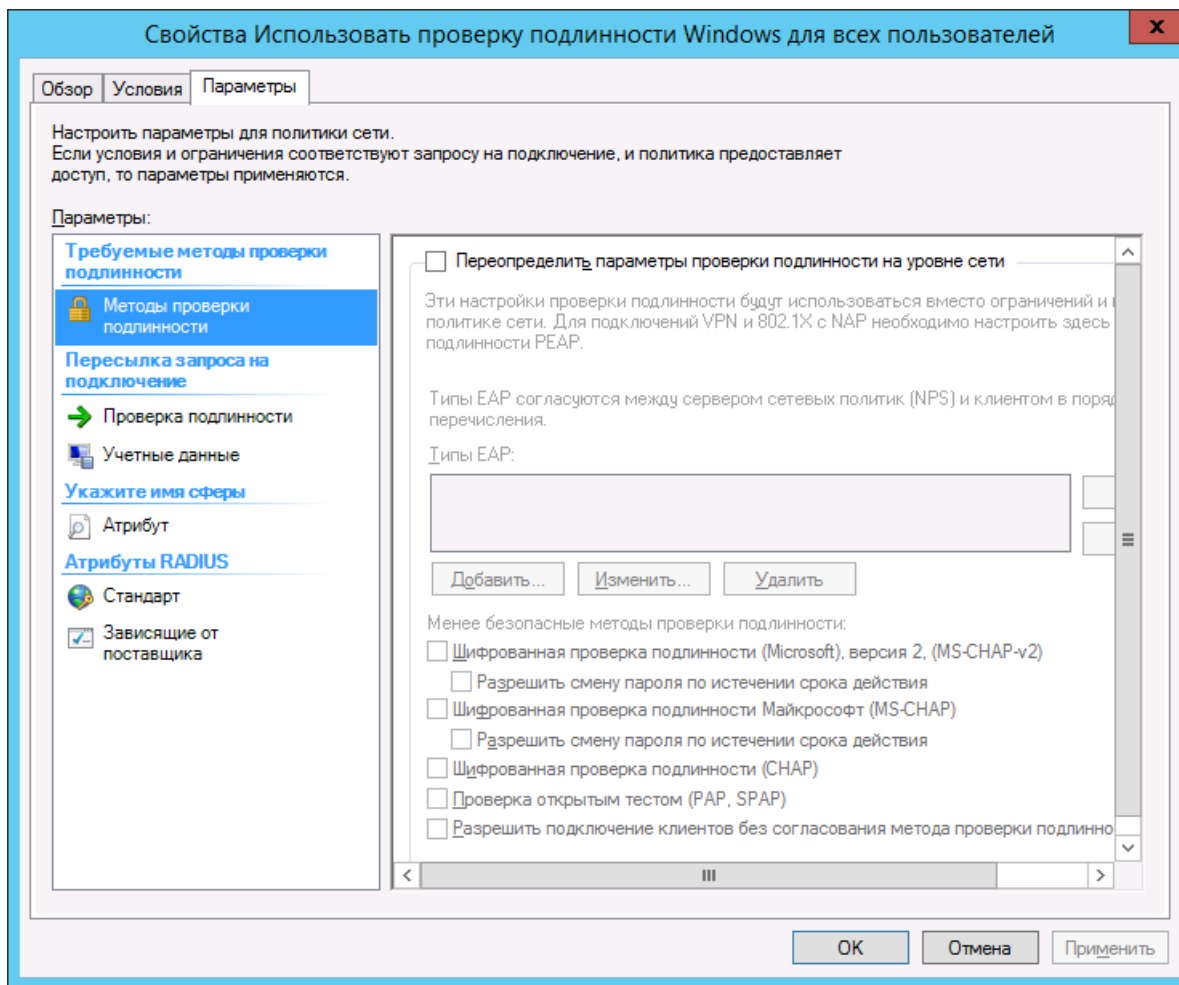 Свойства Использовать проверку подлинности Windows для всех пользователей
x
Обзор
Условия
Параметры
Настроить параметры для политики сети.
Если условия и ограничения соответствуют запросу на подключение, и политика предоставляет
доступ, то параметры применяются.
Параметры:
Требуемые методы проверки
подлинности
Методы проверки
подлинности
Пересылка запроса на
подключение
Проверка подлинности
Учетные данные
Укажите имя сферы
Атрибут
Атрибуты RADIUS
Стандарт
Зависящие от
поставщика
Переопределить параметры проверки подлинности на уровне сети
Эти настройки проверки подлинности будут использоваться вместо ограничений и
политике сети. Для подключений VPN и 802.1X с NAP необходимо настроить здесь
подлинности PEAP.
Типы EAP согласуются между сервером сетевых политик (NPS) и клиентом в поряд
перечисления.
Типы EAP:
Добавить...
Изменить...
Удалить
Менее безопасные методы проверки подлинности:
Шифрованная проверка подлинности (Microsoft), версия 2, (MS-CHAP-v2)
Разрешить смену пароля по истечении срока действия
Шифрованная проверка подлинности Майкрософт (MS-CHAP)
Разрешить смену пароля по истечении срока действия
Шифрованная проверка подлинности (CHAP)
Проверка открытым тестом (PAP, SPAP)
Разрешить подключение клиентов без согласования метода проверки подлинно
OK
Отмена
Применить